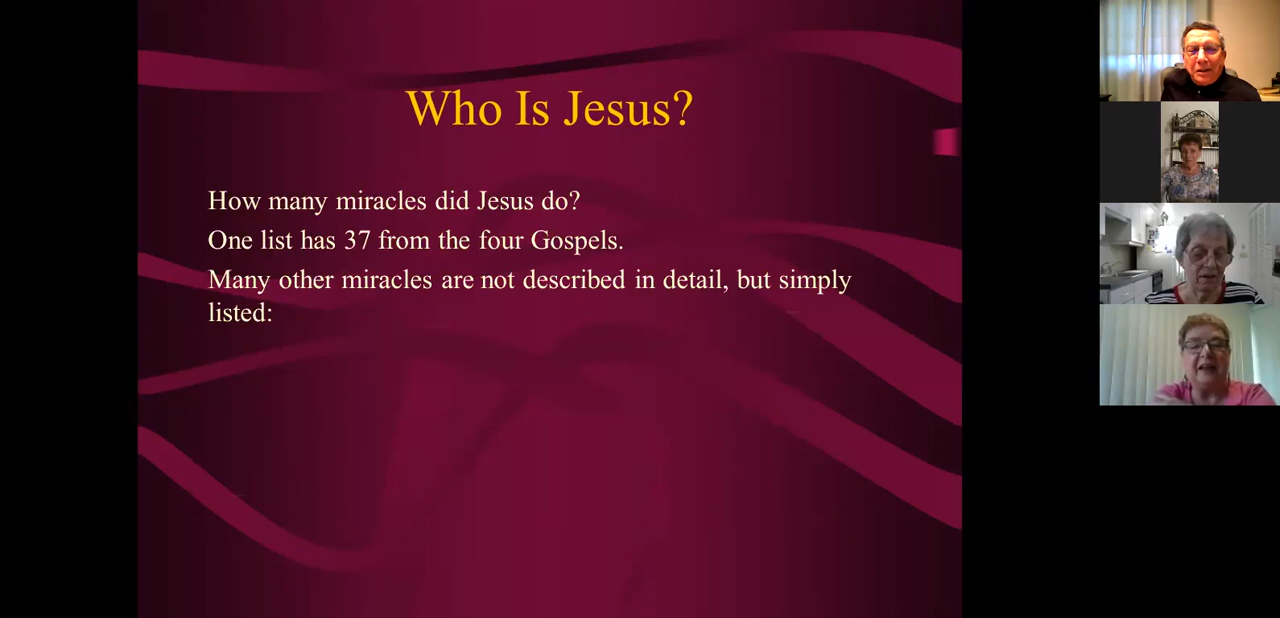 Who Is Jesus?
How many miracles did Jesus do?
One list has 37 from the four Gospels.
Many other miracles are not described in detail, but simply
listed: